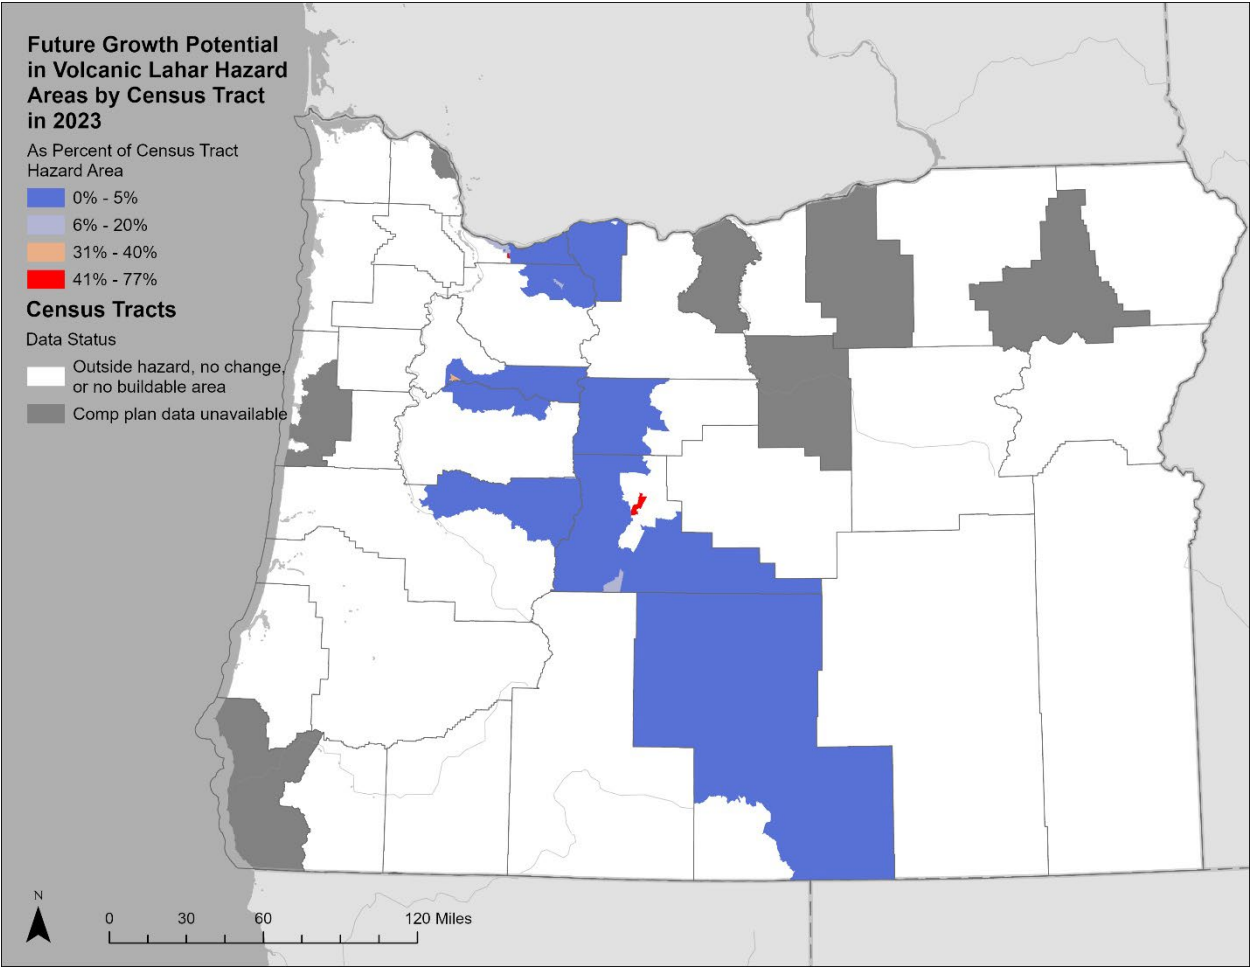 Future Growth Potential
in Volcanic Lahar Hazard
Areas by Census Tract
in 2023
As Percent of Census Tract
Hazard Area
0% - 5%
6% - 20%
31% - 40%
41% - 77%
Census Tracts
Data Status
Outside hazard, no change,
or no buildable area
Comp plan data unavailable
N
0 30 60 120 Miles